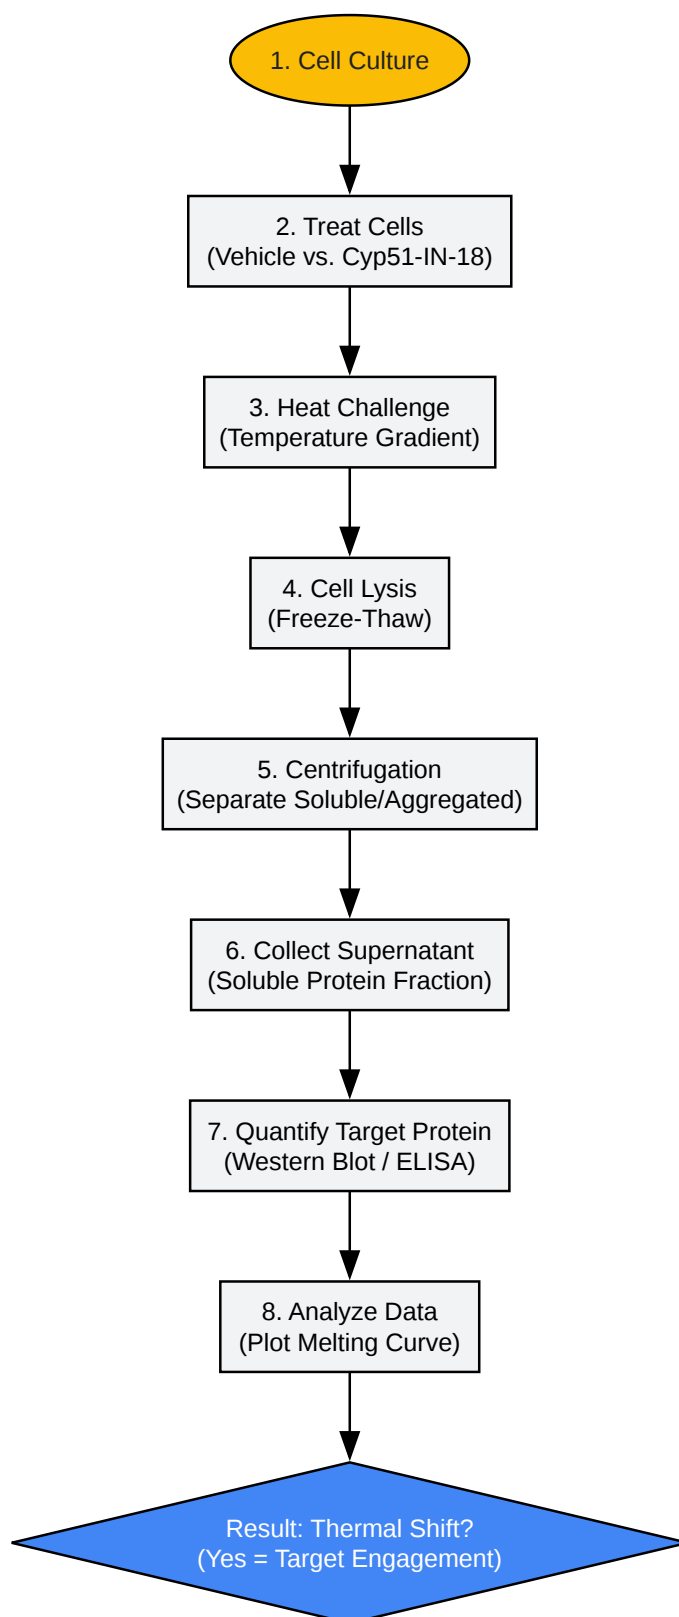 1. Cell Culture
2. Treat Cells
(Vehicle vs. Cyp51-IN-18)
3. Heat Challenge
(Temperature Gradient)
4. Cell Lysis
(Freeze-Thaw)
5. Centrifugation
(Separate Soluble/Aggregated)
6. Collect Supernatant
(Soluble Protein Fraction)
7. Quantify Target Protein
(Western Blot / ELISA)
8. Analyze Data
(Plot Melting Curve)
Result: Thermal Shift?
(Yes = Target Engagement)